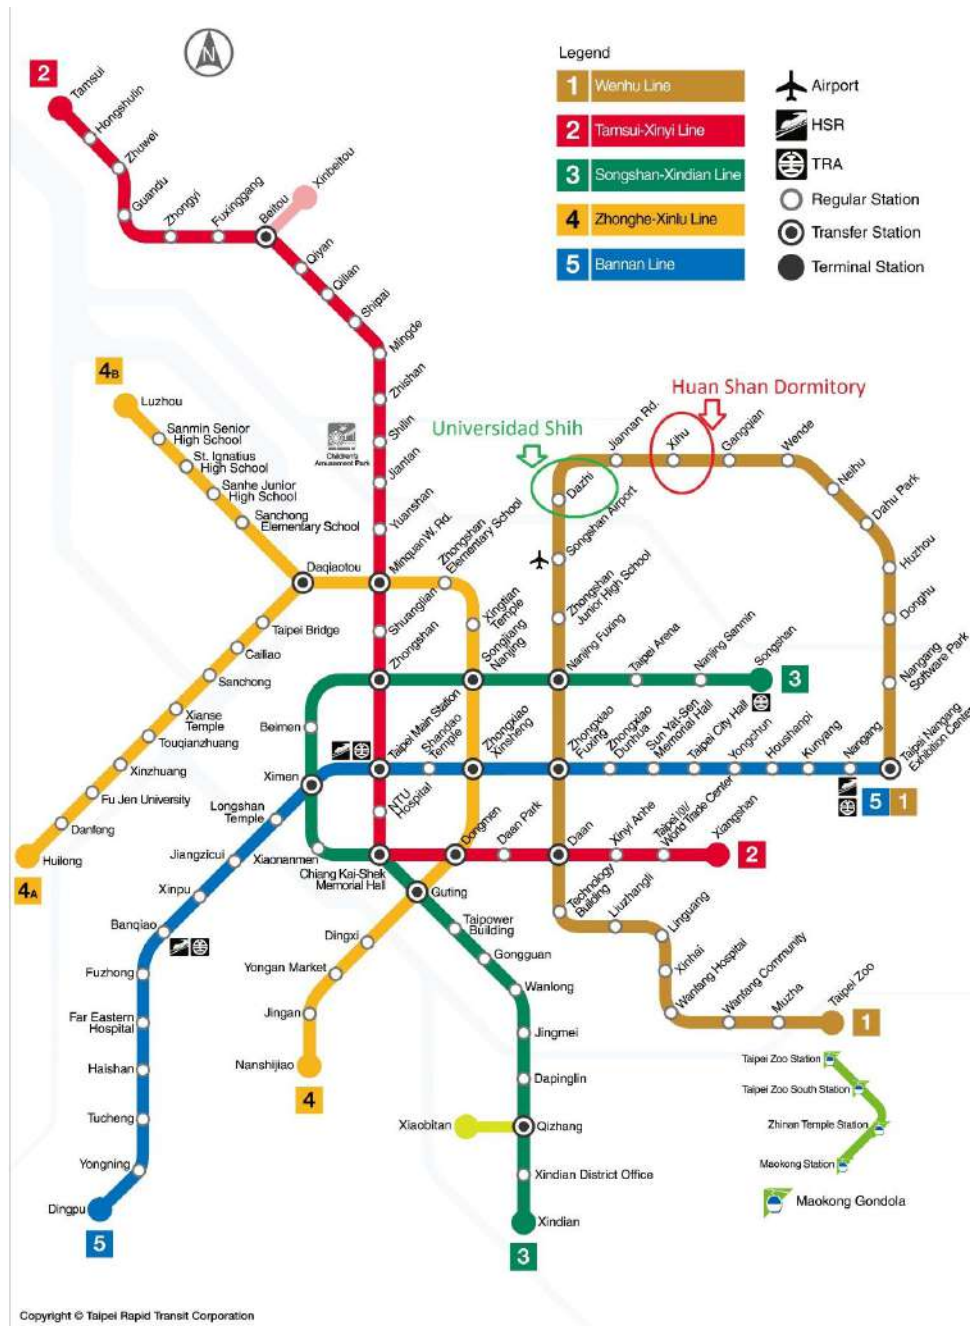 N
Legend
1 Wenhu Line
2 Tamsui-Xinyi Line
3 Songshan-Xindian Line
4 Zhonghe-Xinlu Line
5 Bannan Line
Airport
HSR
TRA
Regular Station
Transfer Station
Terminal Station
2
Tamsui
Hongshulin
Zhuwei
Guandu
Zhongyi
Fuxinggang
Beitou
Xinbeitou
Qiyan
Qilian
Shipai
Mingde
Zhishan
Shilin
Jiantan
Yuanshan
Minquan W. Rd.
Shuanglian
Zhongshan
Taipei Main Station
NTU
Hospital
Chiang Kai-Shek
Memorial Hall
Dongmen
Daan Park
Daan
Xinyi Anhe
Taipei 101/
World Trade Center
Xiangshan
2
Children's
Amusement Park
4B
Luzhou
Sanmin Senior
High School
St. Ignatius
High School
Sanhe Junior
High School
Sanchong
Elementary School
Daqiaotou
Taipei Bridge
Cailiao
Sanchong
Xianse
Temple
Touqianzhuang
Xinzhuang
Fu Jen University
Danfeng
Huilong
4A
Zhongshan
Elementary School
Xingtian
Temple
Songjiang
Nanjing
Zhongxiao
Xinsheng
Guting
Dingxi
Yongan Market
Jingan
Nanshijiao
4
Universidad Shih
Huan Shan Dormitory
Dazhi
Jiannan Rd.
Xihu
Gangqian
Wende
Neihu
Dahu Park
Huzhou
Donghu
Nangang
Software Park
Taipei Nangang
Exhibition Center
5 1
Songshan Airport
Zhongshan
Junior High School
Nanjing Fuxing
Taipei Arena
Nanjing Sanmin
Songshan
3
Beimen
Ximen
Xiaonanmen
Shandao
Temple
Zhongxiao
Fuxing
Zhongxiao
Dunhua
Sun Yat-Sen
Memorial Hall
Taipei City Hall
Yongchun
Houshanpi
Kunyang
Nangang
Longshan
Temple
Jiangzicui
Xinpu
Banqiao
Fuzhong
Far Eastern
Hospital
Haishan
Tucheng
Yongning
Dingpu
5
Technology
Building
Liuzhangli
Linguang
Xinhei
Wanfang Hospital
Wanfang Community
Muzha
Taipei Zoo
1
Taipower
Building
Gongguan
Wanlong
Jingmei
Dapinglin
Xiaobitan
Qizhang
Xindian District Office
Xindian
3
Taipei Zoo Station
Taipei Zoo South Station
Zhinan Temple Station
Maokong Station
Maokong Gondola
Copyright © Taipei Rapid Transit Corporation